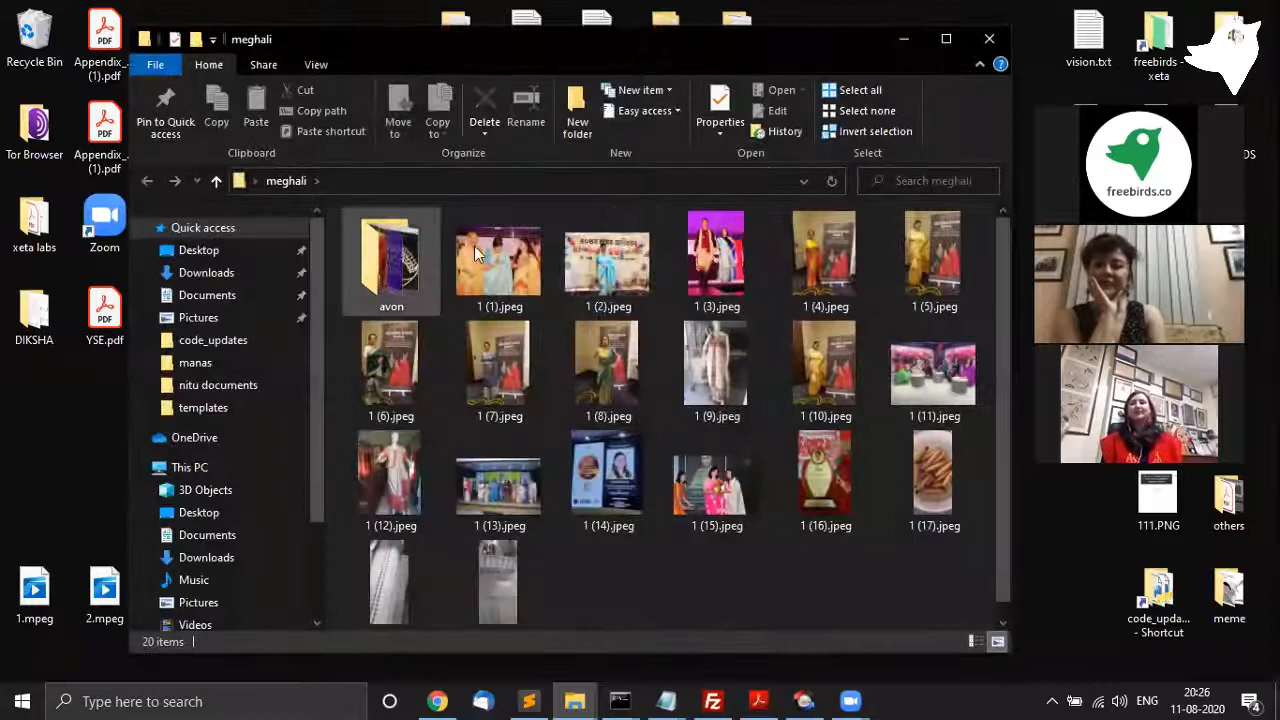 Recycle Bin
Appendix_
(1).pdf
Tor Browser
Appendix_
(1).pdf
xeta labs
Zoom
DIKSHA
YSE.pdf
1.mpeg
2.mpeg
meghali
File
Home
Share
View
Pin to Quick
access
Copy
Paste
Cut
Copy path
Paste shortcut
Clipboard
Move
to
Copy
to
Delete
Rename
Organize
New
folder
New item
Easy access
New
Properties
Open
Edit
History
Open
Select all
Select none
Invert selection
Select
meghali
Search meghali
Quick access
Desktop
Downloads
Documents
Pictures
code_updates
manas
nitu documents
templates
OneDrive
This PC
3D Objects
Desktop
Documents
Downloads
Music
Pictures
Videos
avon
1 (1).jpeg
1 (2).jpeg
1 (3).jpeg
1 (4).jpeg
1 (5).jpeg
1 (6).jpeg
1 (7).jpeg
1 (8).jpeg
1 (9).jpeg
1 (10).jpeg
1 (11).jpeg
1 (12).jpeg
1 (13).jpeg
1 (14).jpeg
1 (15).jpeg
1 (16).jpeg
1 (17).jpeg
20 items
vision.txt
freebirds -
xeta
freebirds.co
DS
111.PNG
others
code_upda...
- Shortcut
meme
Type here to search
ENG
20:26
11-08-2020
4